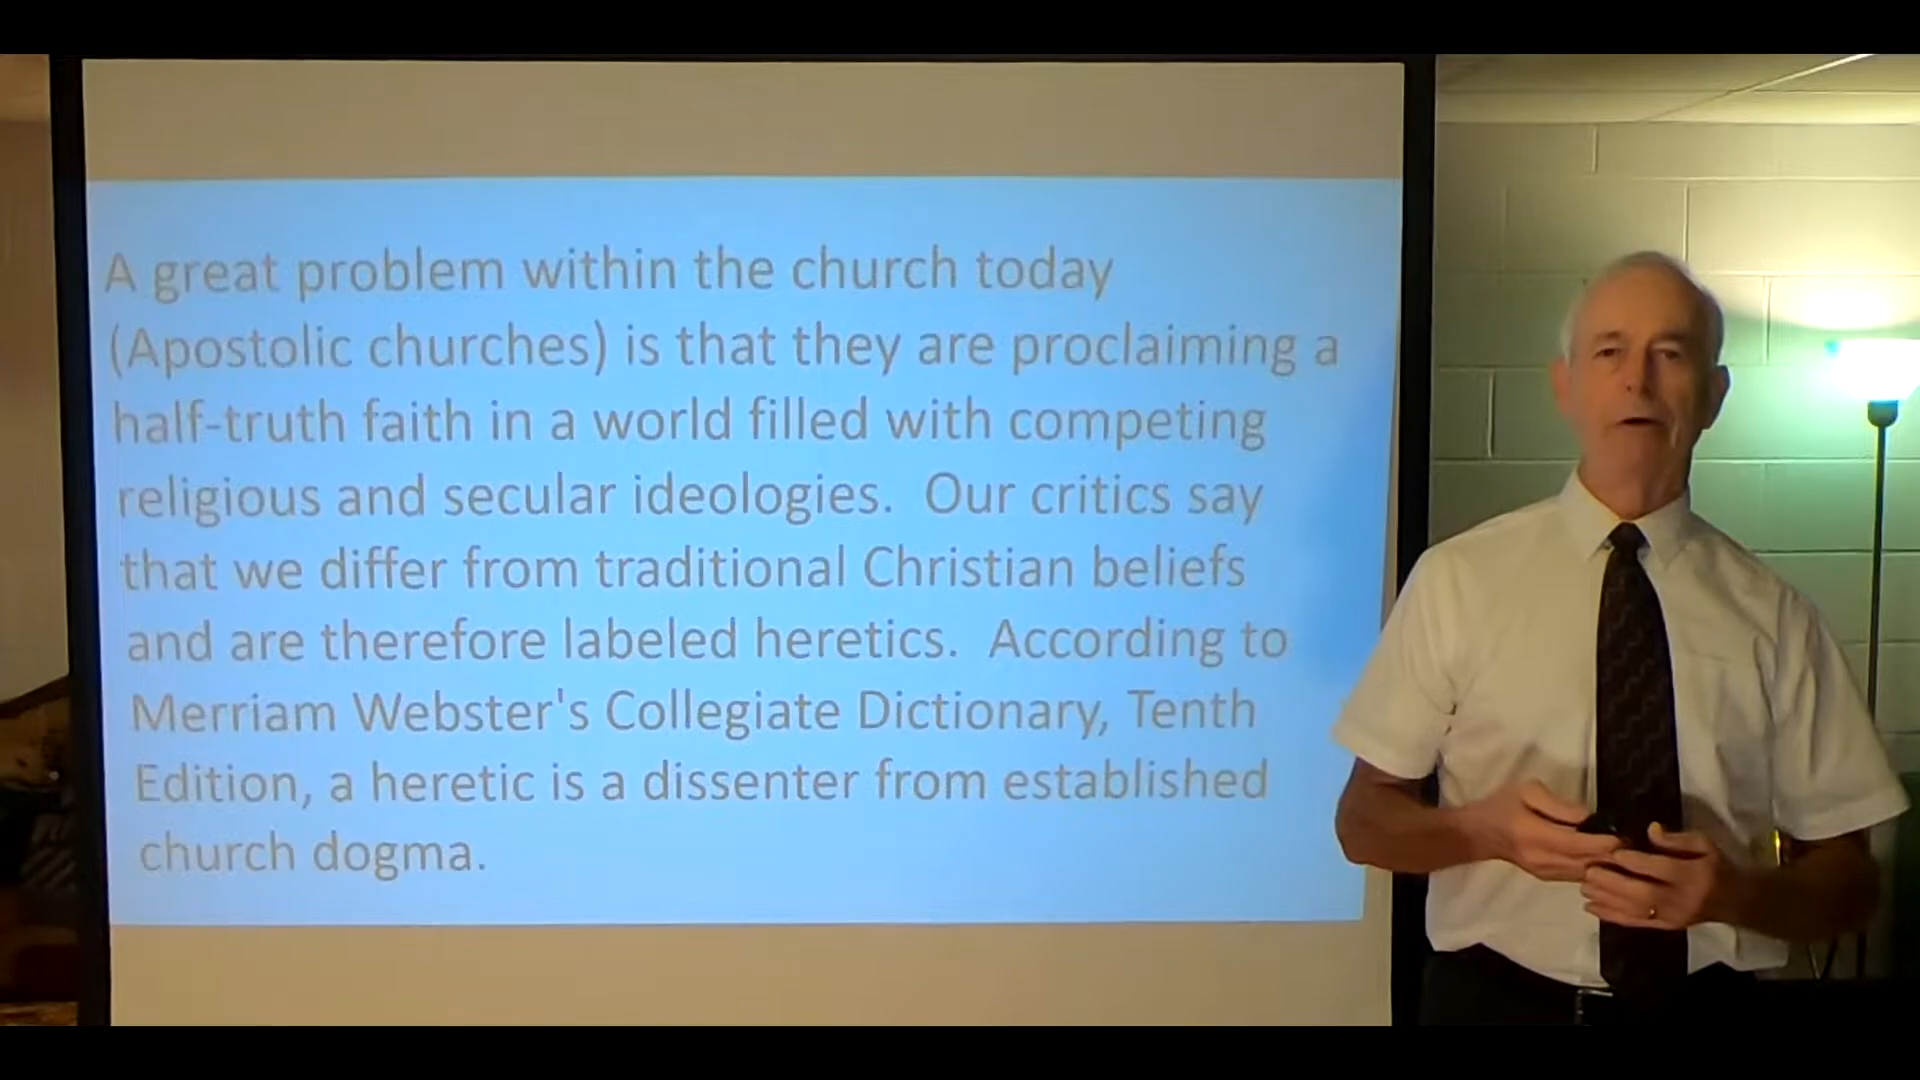 A great problem within the church today
(Apostolic churches) is that they are proclaiming a
half-truth faith in a world filled with competing
religious and secular ideologies.  Our critics say
that we differ from traditional Christian beliefs
and are therefore labeled heretics.  According to
Merriam Webster's Collegiate Dictionary, Tenth
Edition, a heretic is a dissenter from established
church dogma.